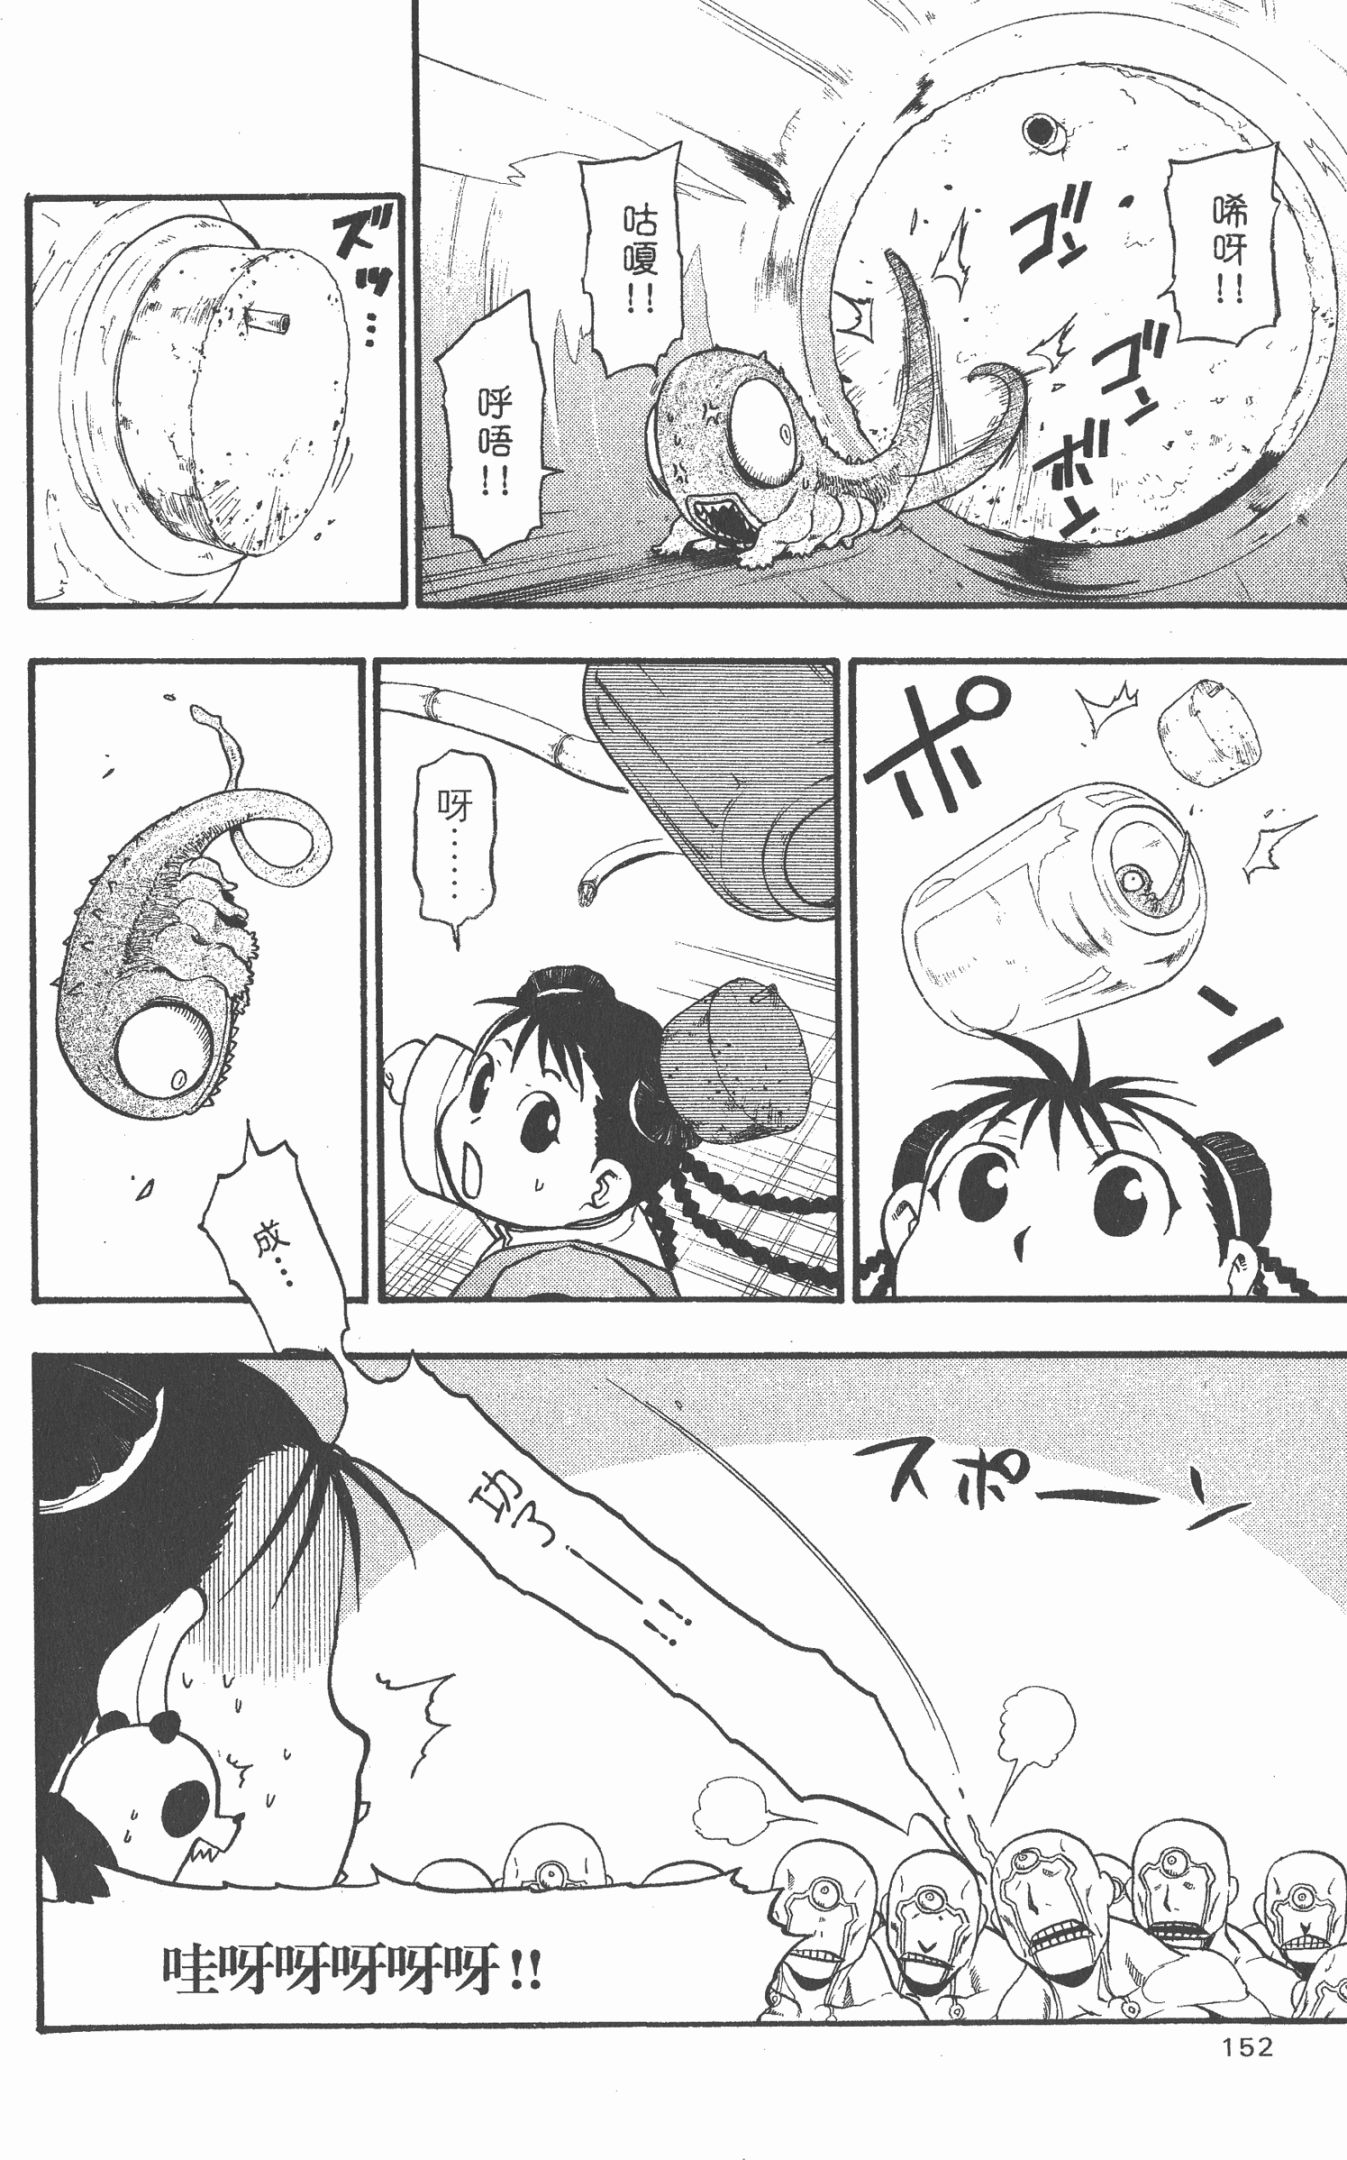 唏呀!!
ゴン
ゴン
ボン
咕嘎!!
呼唔!!
ズッ…
ポン
呀………
成…
功了——!!
スポーン
哇呀呀呀呀呀!!
152